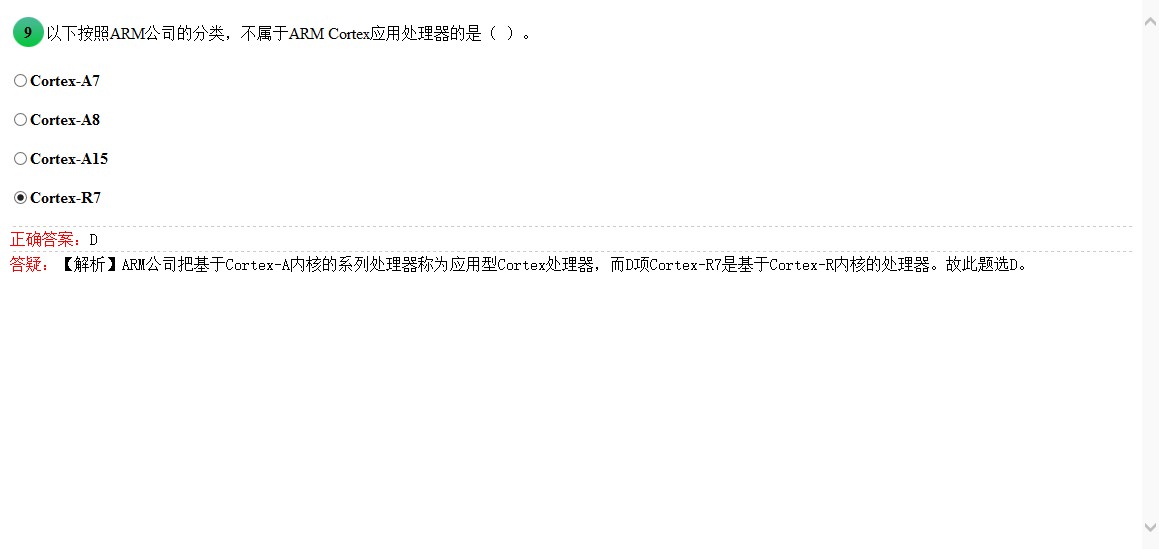 9 以下按照ARM公司的分类，不属于ARM Cortex应用处理器的是（ ）。
Cortex-A7
Cortex-A8
Cortex-A15
Cortex-R7
正确答案：D
答疑：【解析】ARM公司把基于Cortex-A内核的系列处理器称为应用型Cortex处理器，而D项Cortex-R7是基于Cortex-R内核的处理器。故此题选D。